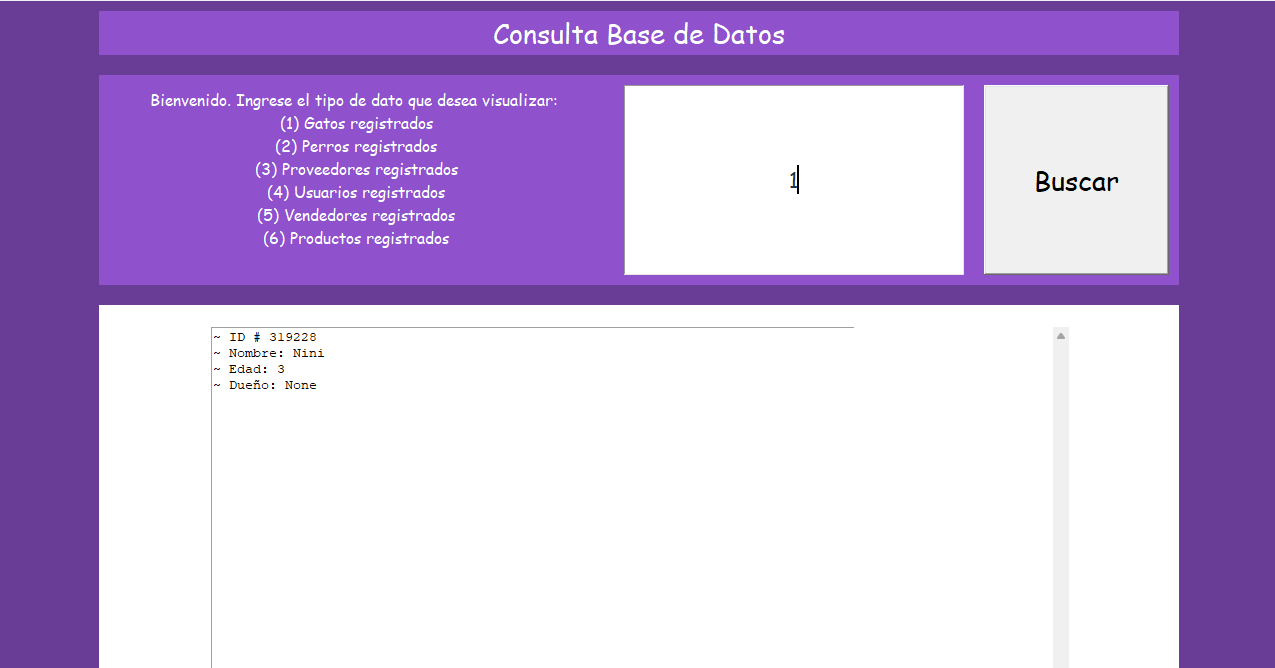 Consulta Base de Datos
Bienvenido. Ingrese el tipo de dato que desea visualizar:
(1) Gatos registrados
(2) Perros registrados
(3) Proveedores registrados
(4) Usuarios registrados
(5) Vendedores registrados
(6) Productos registrados
1
Buscar
~ ID # 319228
~ Nombre: Nini
~ Edad: 3
~ Dueño: None